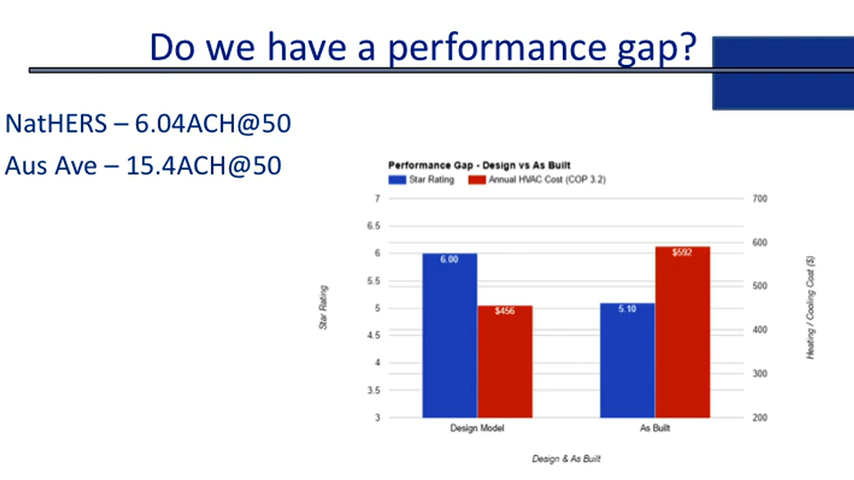 Do we have a performance gap?
NatHERS – 6.04ACH@50
Aus Ave – 15.4ACH@50
Performance Gap - Design vs As Built
Star Rating Annual HVAC Cost (COP 3.2)
7 700
6.5
6 600
5.5 500
5
4.5 400
4
3.5 300
3 200
6.00
$456
5.10
$592
Star Rating
Heating / Cooling Cost ($)
Design Model As Built
Design & As Built